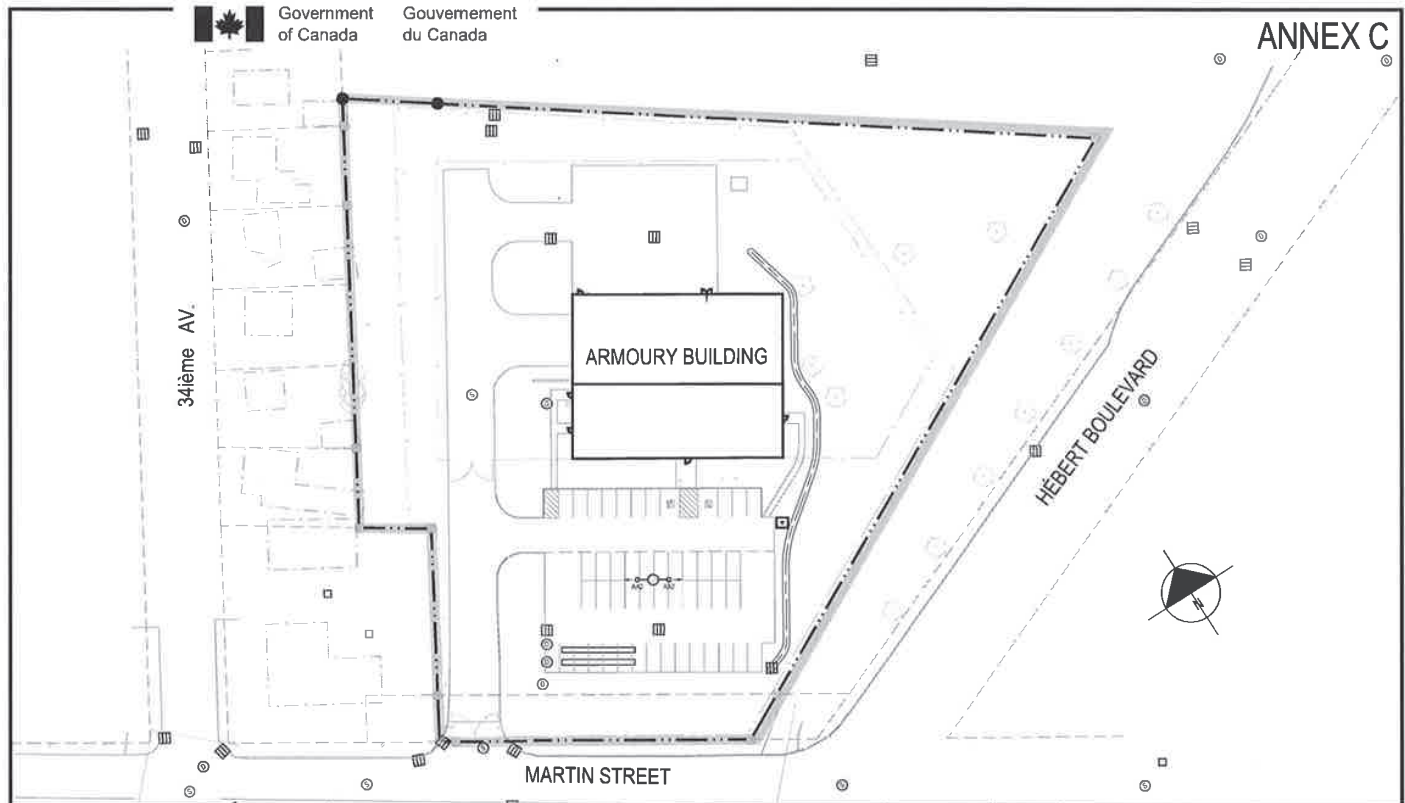 Government of Canada
Gouvernement du Canada
ANNEX C
34ième AV.
ARMOURY BUILDING
HÉBERT BOULEVARD
N
MARTIN STREET